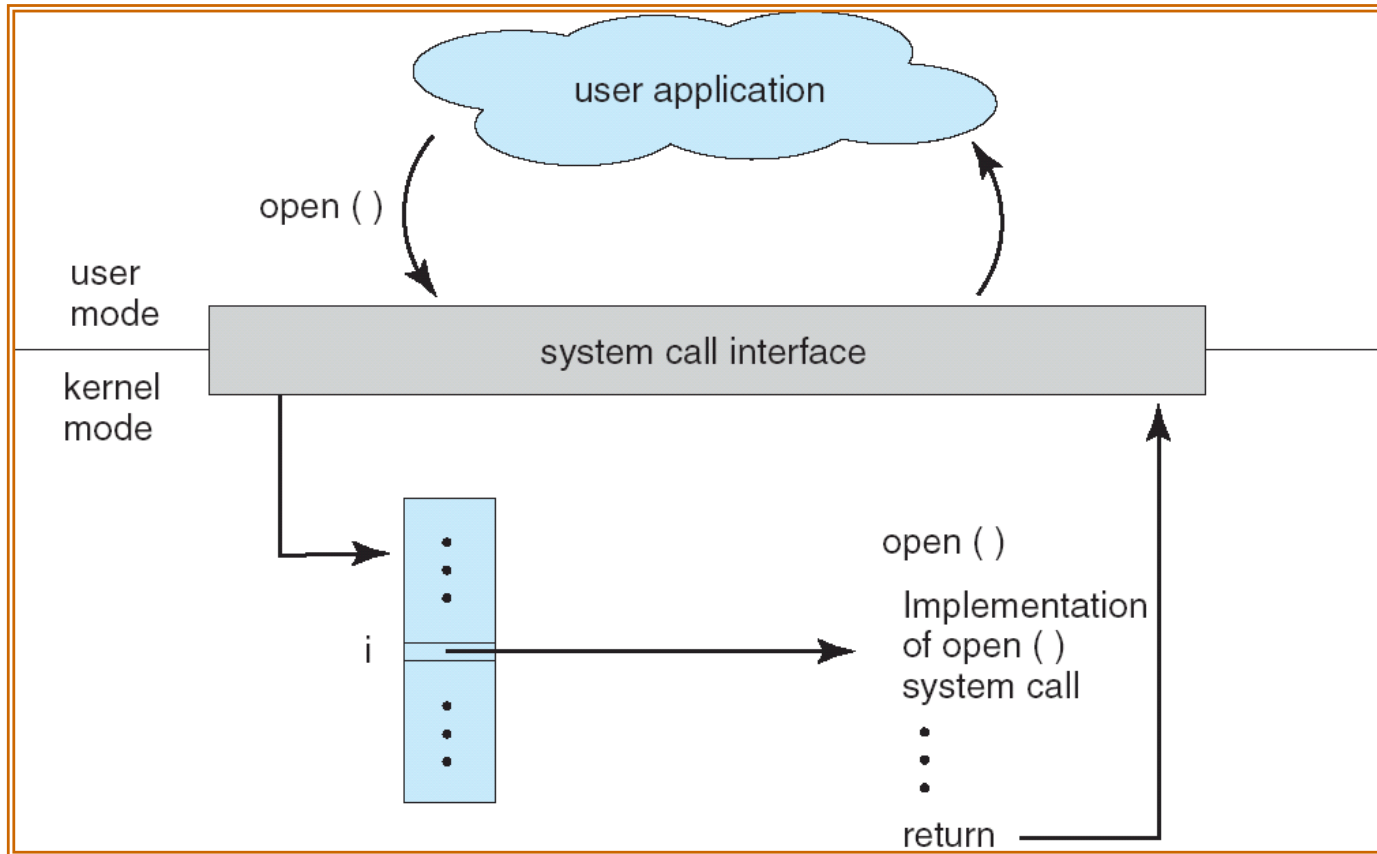 user application
open ( )
user
mode
system call interface
kernel
mode
open ( )
i
Implementation
of open ( )
system call
return